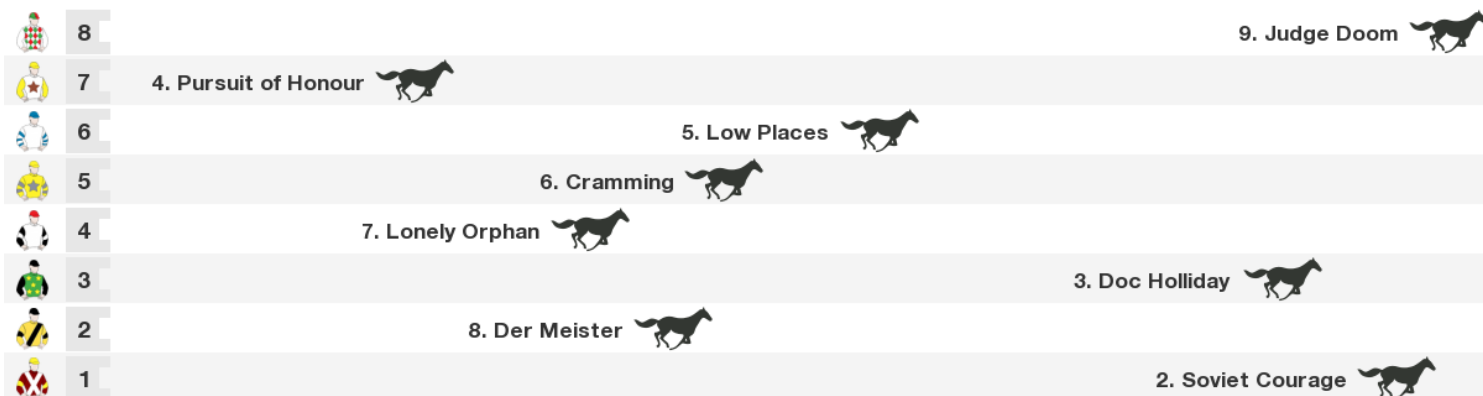 8 9. Judge Doom
7 4. Pursuit of Honour
6 5. Low Places
5 6. Cramming
4 7. Lonely Orphan
3 3. Doc Holliday
2 8. Der Meister
1 2. Soviet Courage